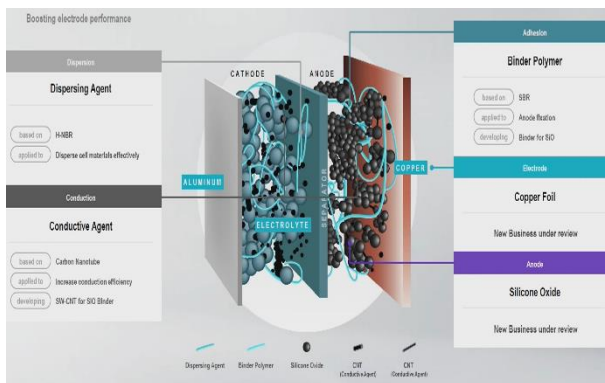 Boosting electrode performance
Dispersion
Dispersing Agent
based on H-NBR
applied to Disperse cell materials effectively
Conduction
Conductive Agent
based on Carbon Nanotube
applied to Increase conduction efficiency
developing SW-CNT for SiO Binder
CATHODE
ANODE
ALUMINUM
ELECTROLYTE
SEPARATOR
COPPER
Adhesion
Binder Polymer
based on SBR
applied to Anode fixation
developing Binder for SiO
Electrode
Copper Foil
New Business under review
Anode
Silicone Oxide
New Business under review
Dispersing Agent
Binder Polymer
Silicone Oxide
CNT
(Conductive Agent)
CNT
(Conductive Agent)